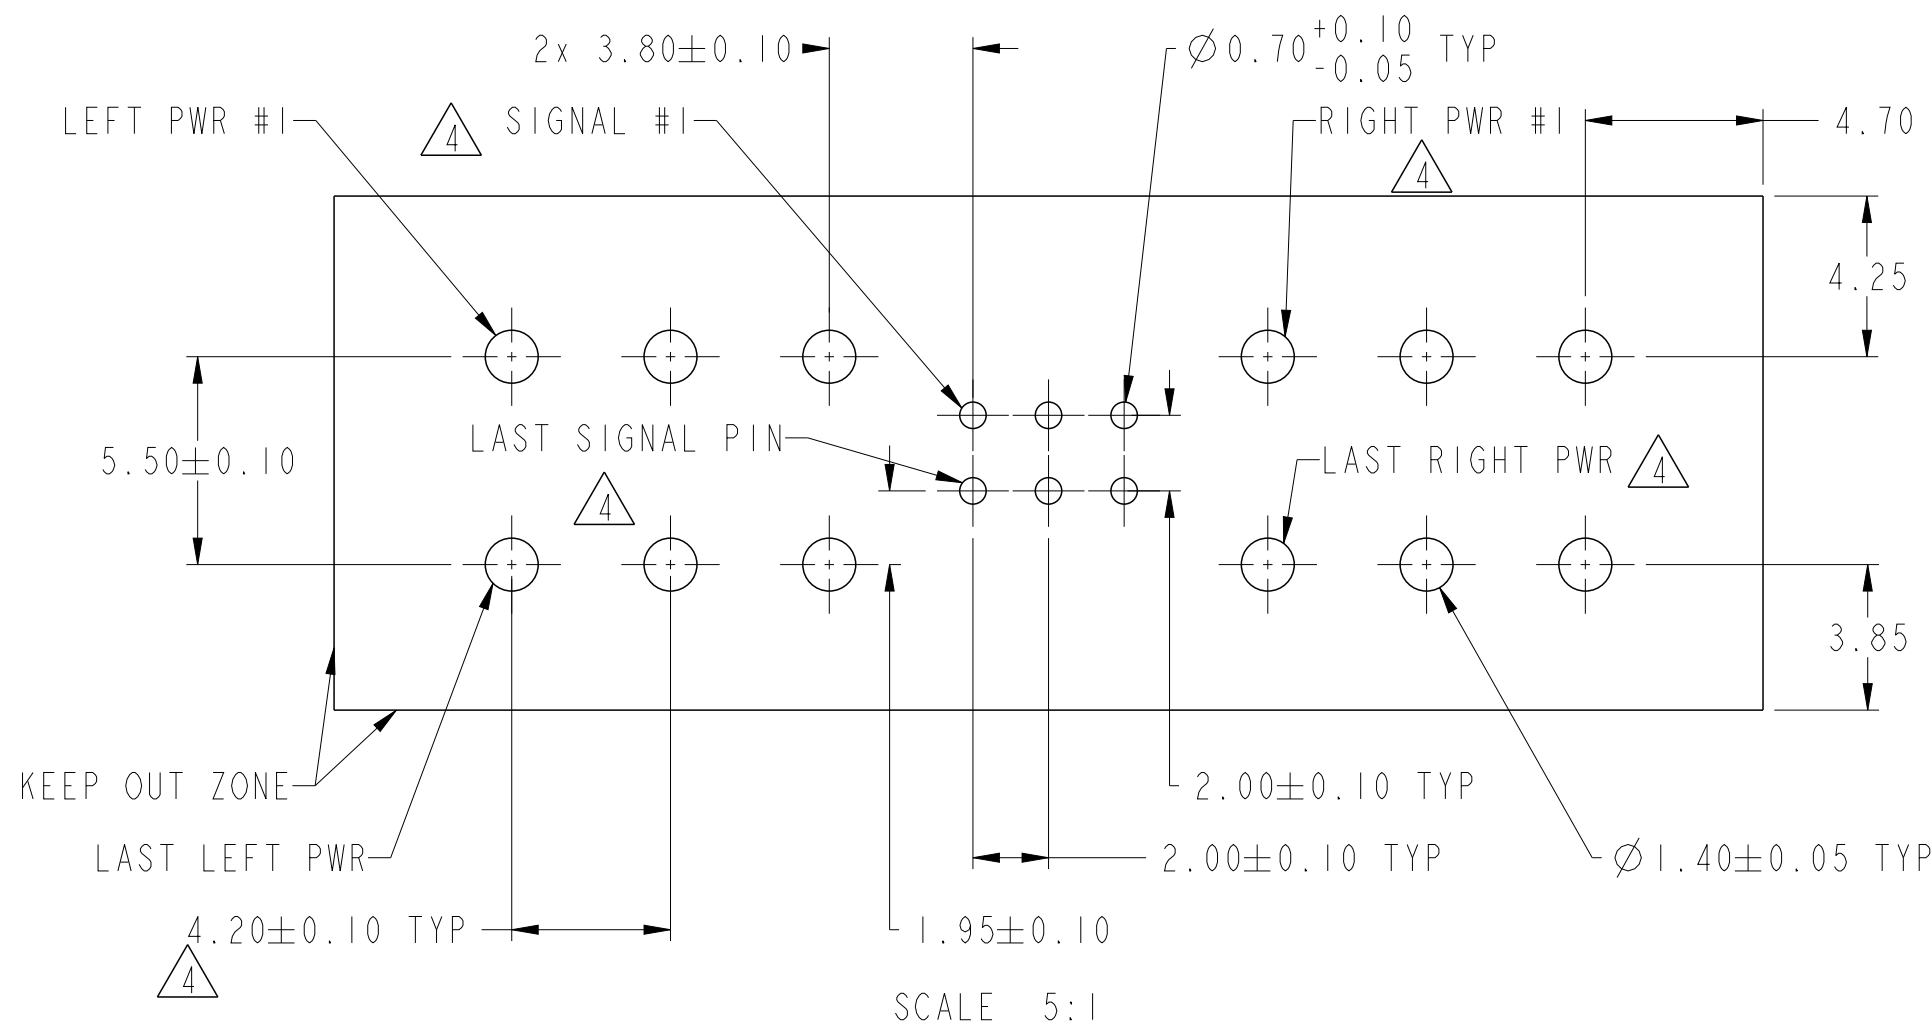 2x 3.80±0.10
Ø0.70 +0.10 -0.05 TYP
LEFT PWR #1
4
SIGNAL #1
RIGHT PWR #1
4
4.70
4.25
5.50±0.10
LAST SIGNAL PIN
4
LAST RIGHT PWR
4
3.85
KEEP OUT ZONE
2.00±0.10 TYP
LAST LEFT PWR
2.00±0.10 TYP
Ø1.40±0.05 TYP
4.20±0.10 TYP
4
1.95±0.10
SCALE 5:1